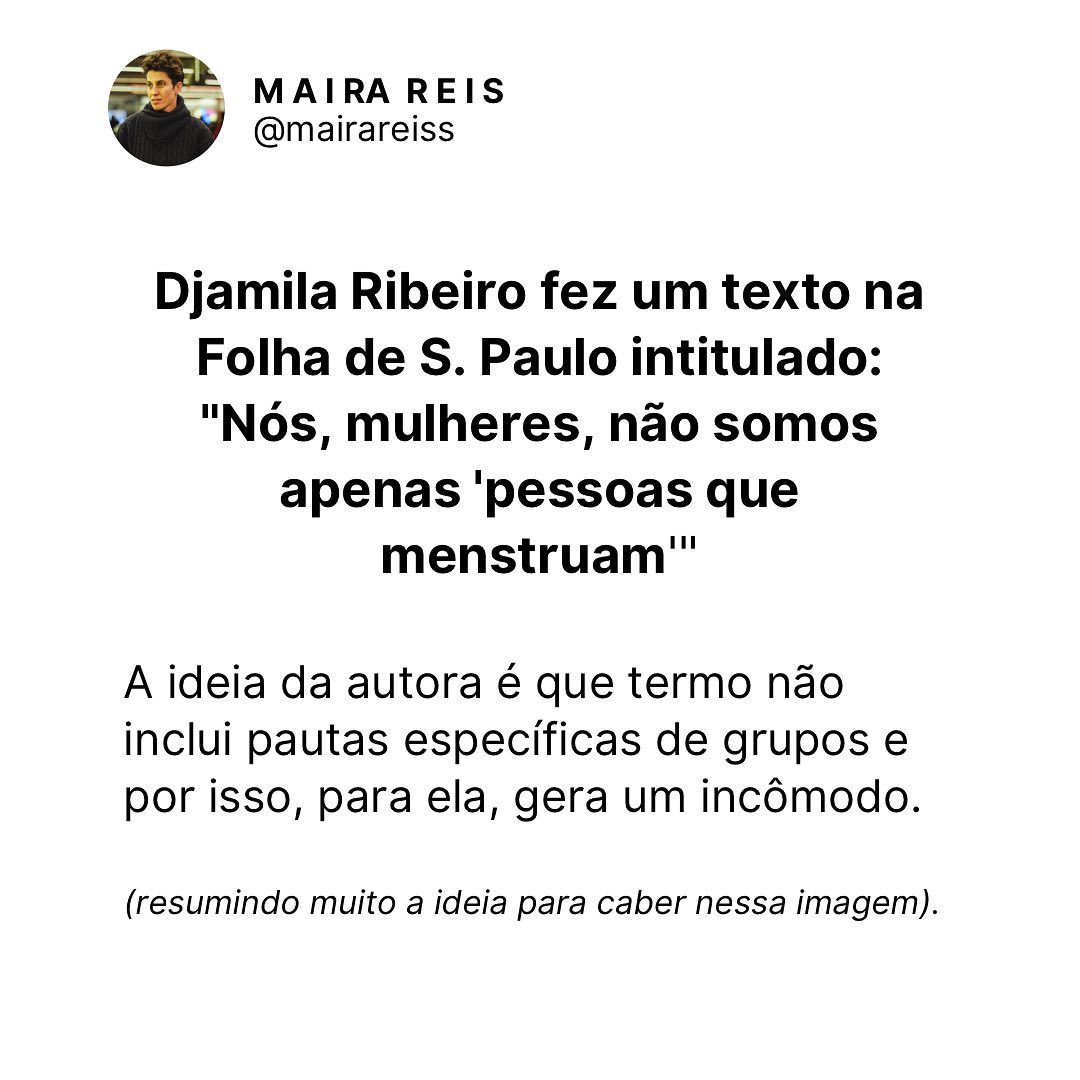 MAIRA REIS
@mairareiss
Djamila Ribeiro fez um texto na
Folha de S. Paulo intitulado:
"Nós, mulheres, não somos
apenas 'pessoas que
menstruam'"
A ideia da autora é que termo não
inclui pautas específicas de grupos e
por isso, para ela, gera um incômodo.
(resumindo muito a ideia para caber nessa imagem).